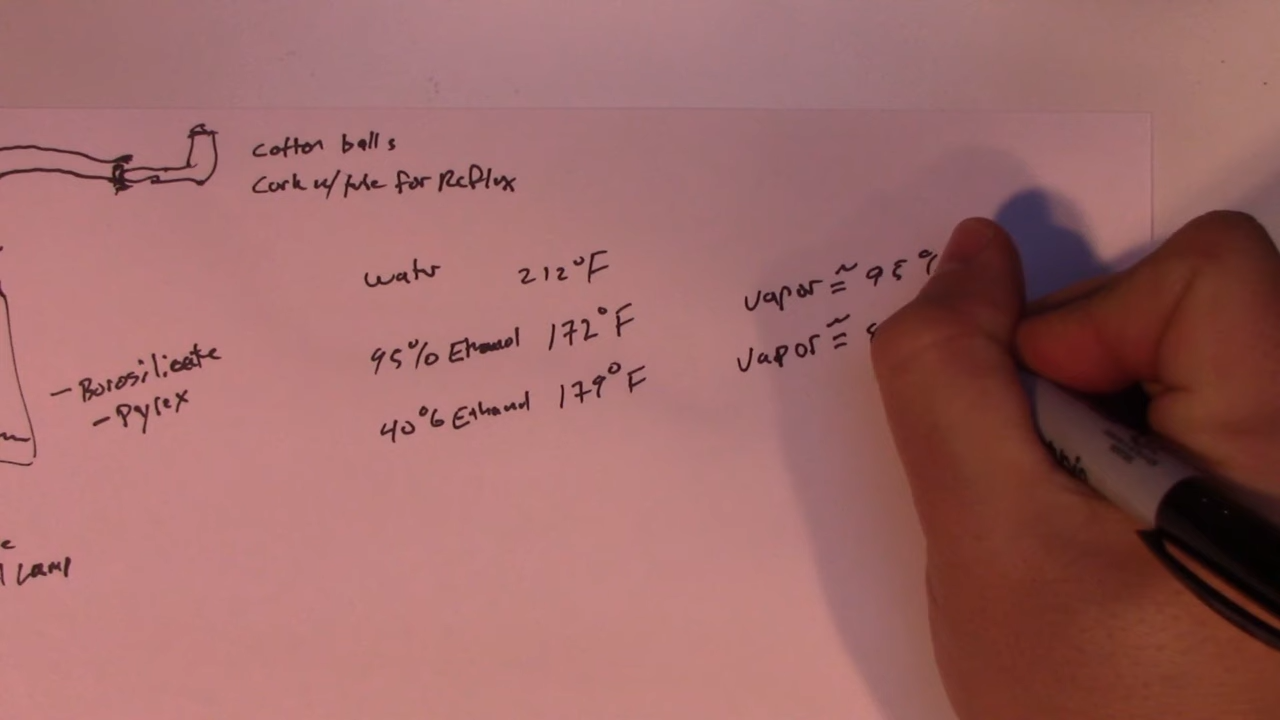 cotton balls
Cork w/ tube for Reflux
water 212°F
95% Ethanol 172°F
40% Ethanol 179°F
vapor ≈ 95%
vapor ≈
- Borosilicate
- Pyrex
Lamp